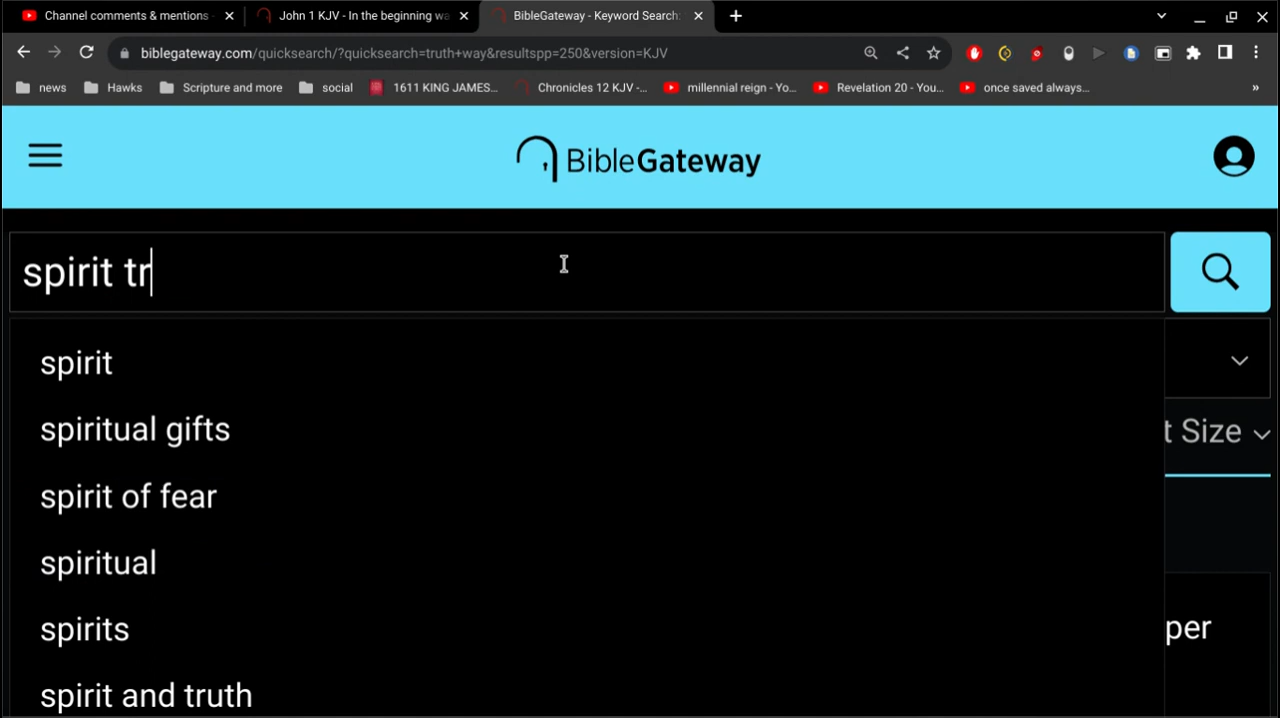 Channel comments & mentions
John 1 KJV - In the beginning wa
BibleGateway - Keyword Search:
biblegateway.com/quicksearch/?quicksearch=truth+way&resultspp=250&version=KJV
news Hawks Scripture and more social 1611 KING JAMES... Chronicles 12 KJV -... millennial reign - Yo... Revelation 20 - You... once saved always... »
BibleGateway
spirit tr
spirit
spiritual gifts
t Size
spirit of fear
spiritual
spirits
per
spirit and truth